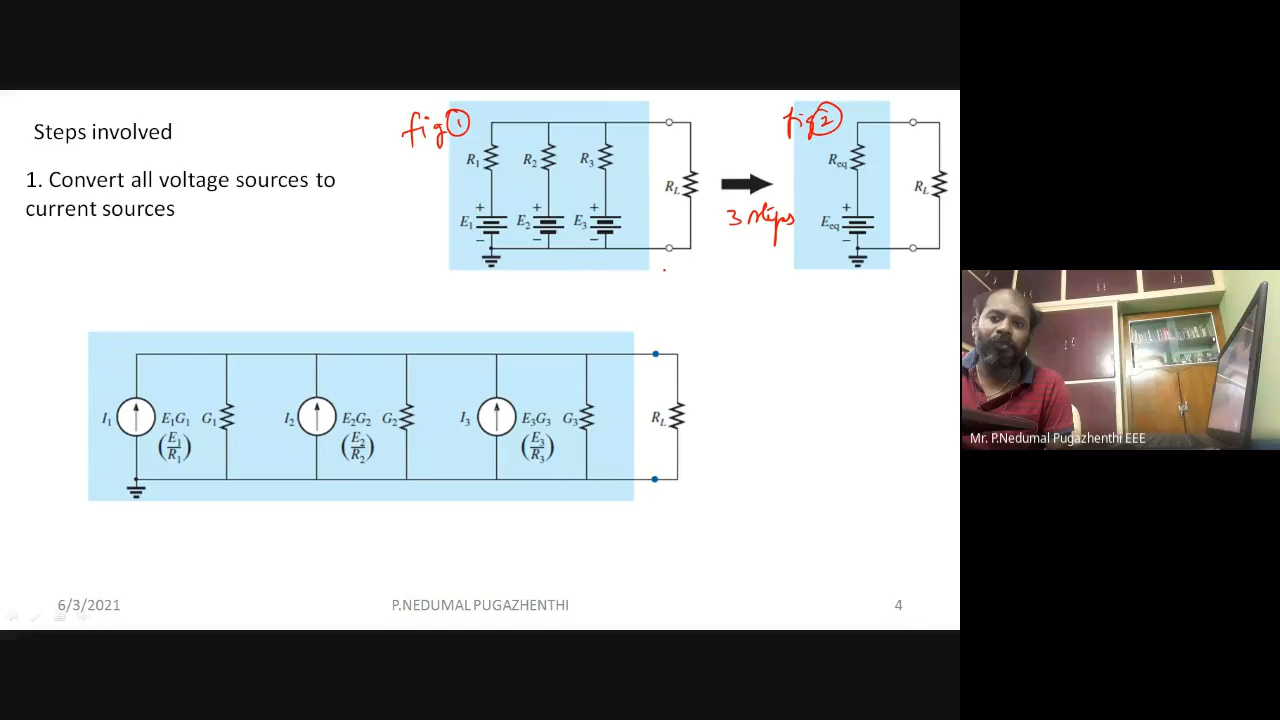 Steps involved
1. Convert all voltage sources to
current sources
fig 1
R1 R2 R3 RL
+ + +
E1 E2 E3
- - -
3 steps
fig 2
Req RL
+
Eeq
-
I1 E1G1 G1 I2 E2G2 G2 I3 E3G3 G3 RL
(E1/R1) (E2/R2) (E3/R3)
6/3/2021 P.NEDUMAL PUGAZHENTHI 4
Mr. P.Nedumal Pugazhenthi EEE